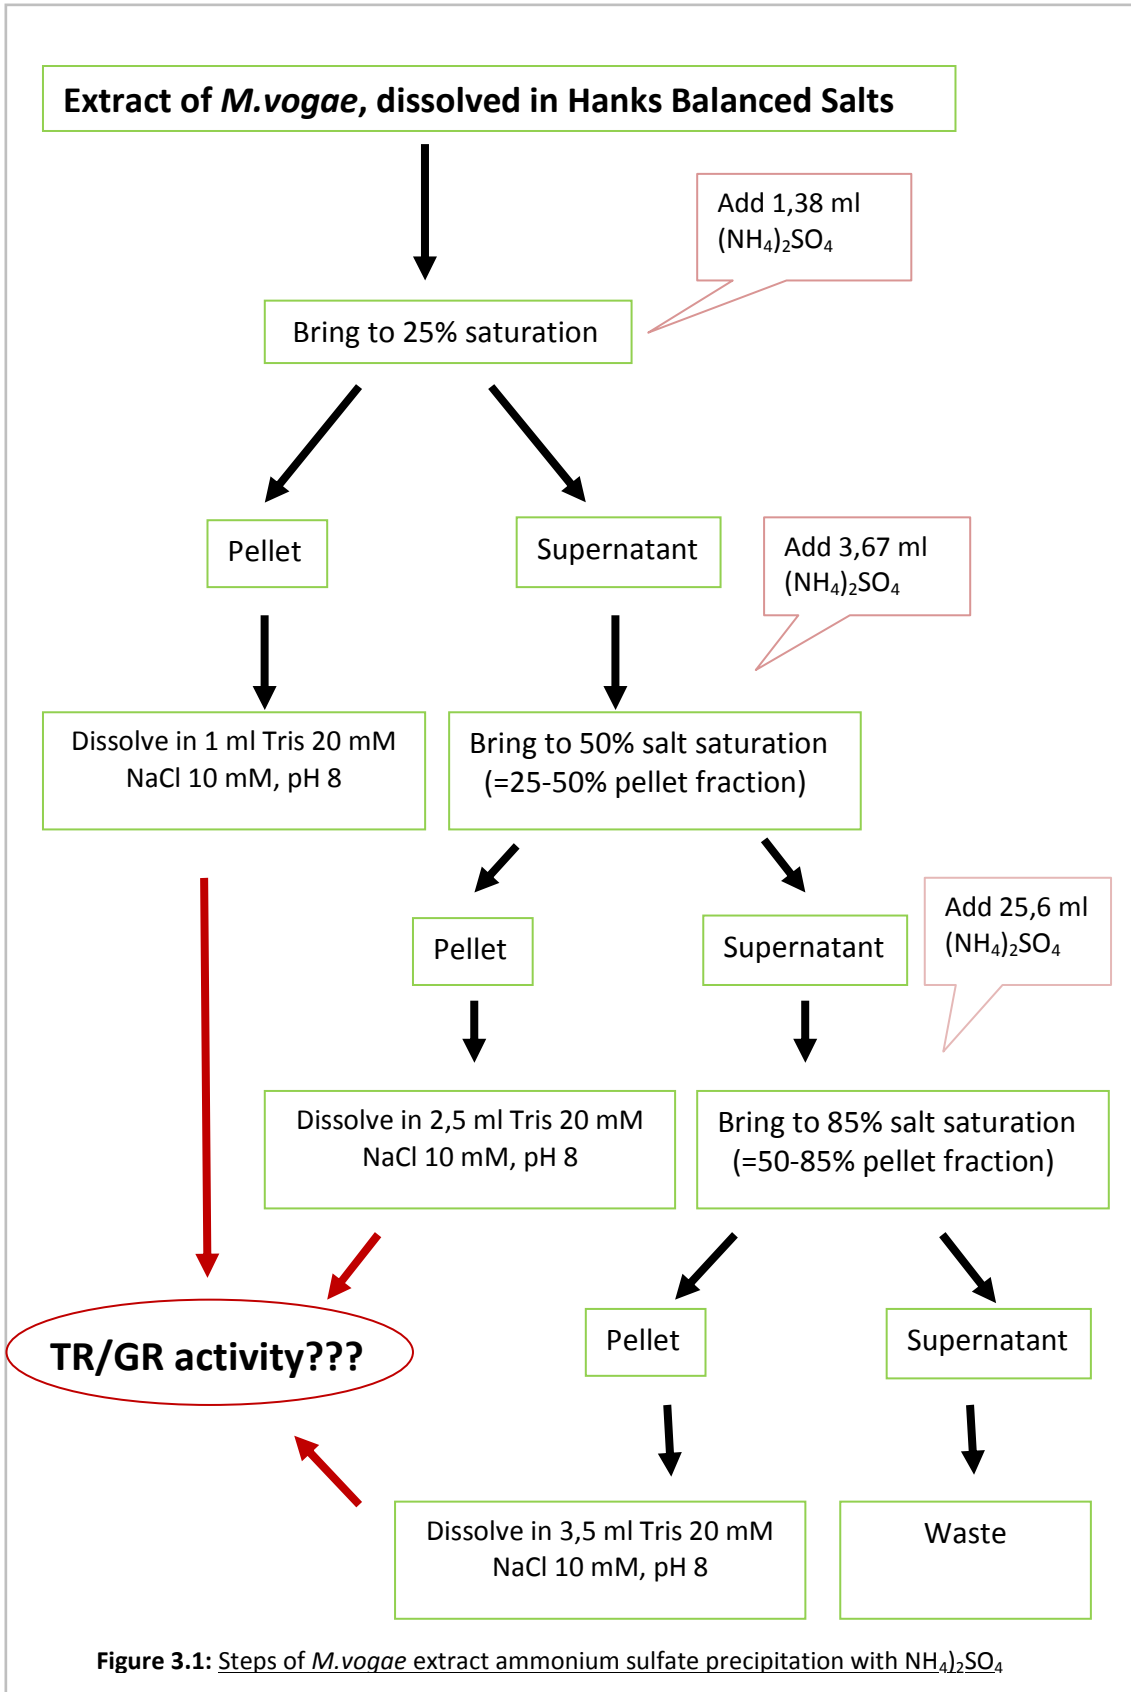 Extract of M.vogae, dissolved in Hanks Balanced Salts
Add 1,38 ml
(NH₄)₂SO₄
Bring to 25% saturation
Pellet
Supernatant
Add 3,67 ml
(NH₄)₂SO₄
Dissolve in 1 ml Tris 20 mM
NaCl 10 mM, pH 8
Bring to 50% salt saturation
(=25-50% pellet fraction)
Pellet
Supernatant
Add 25,6 ml
(NH₄)₂SO₄
Dissolve in 2,5 ml Tris 20 mM
NaCl 10 mM, pH 8
Bring to 85% salt saturation
(=50-85% pellet fraction)
TR/GR activity???
Pellet
Supernatant
Dissolve in 3,5 ml Tris 20 mM
NaCl 10 mM, pH 8
Waste
Figure 3.1: Steps of M.vogae extract ammonium sulfate precipitation with NH₄)₂SO₄